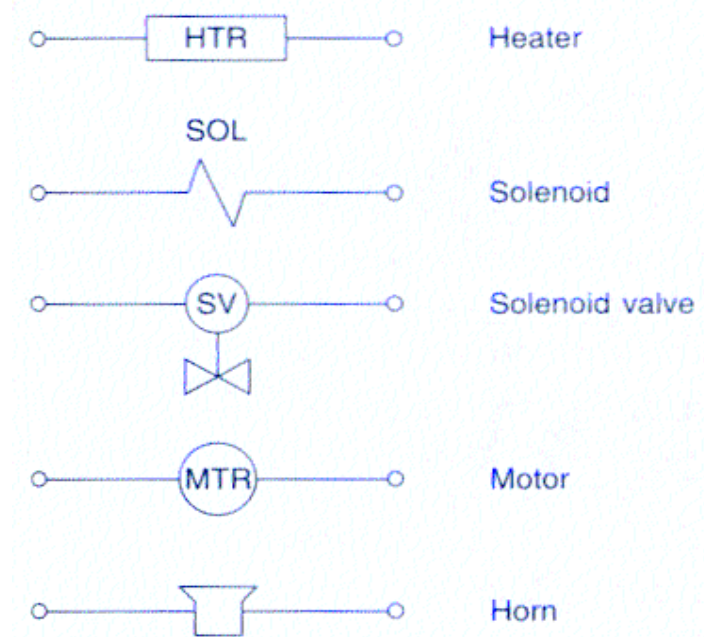 HTR Heater
SOL
Solenoid
SV Solenoid valve
MTR Motor
Horn